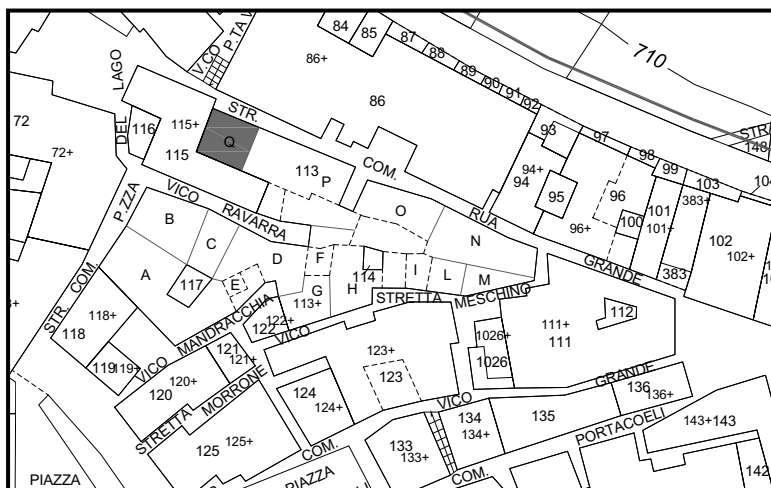 84
85
87
88
89
90
91
92
710
86+
86
V.CO
P.TA V
STR.
COM.
RUA
GRANDE
72
72+
DEL LAGO
116
115+
115
Q
113
P
93
94+
94
95
97
98
99
96
96+
100
101
101+
383+
383
103
102
102+
148
STRA
104
P.ZZA
STR. COM.
VICO
RAVARRA
A
B
C
D
E
F
G
H
I
L
M
N
O
117
114
113+
122+
122
STRETTA
MESCHINO
VICO
MANDRACCHIA
118+
118
119
119+
121
121+
120+
120
STRETTA
MORRONE
125
125+
123+
123
124
124+
1026+
1026
111+
111
112
VICO
GRANDE
COM.
133
133+
134
134+
135
136
136+
PORTACOELI
COM.
143+
143
142
PIAZZA
PIAZZA